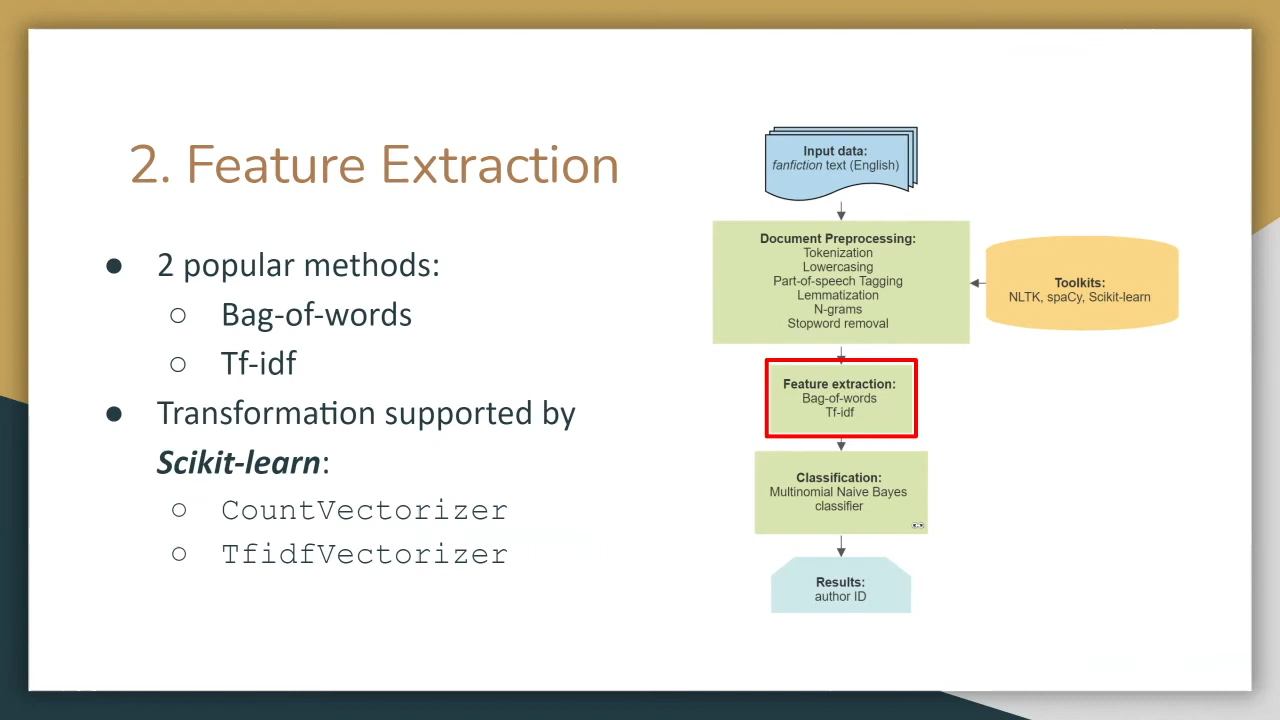 2. Feature Extraction
● 2 popular methods:
○ Bag-of-words
○ Tf-idf
● Transformation supported by
Scikit-learn:
○ CountVectorizer
○ TfidfVectorizer
Input data:
fanfiction text (English)
Document Preprocessing:
Tokenization
Lowercasing
Part-of-speech Tagging
Lemmatization
N-grams
Stopword removal
Toolkits:
NLTK, spaCy, Scikit-learn
Feature extraction:
Bag-of-words
Tf-idf
Classification:
Multinomial Naive Bayes
classifier
Results:
author ID